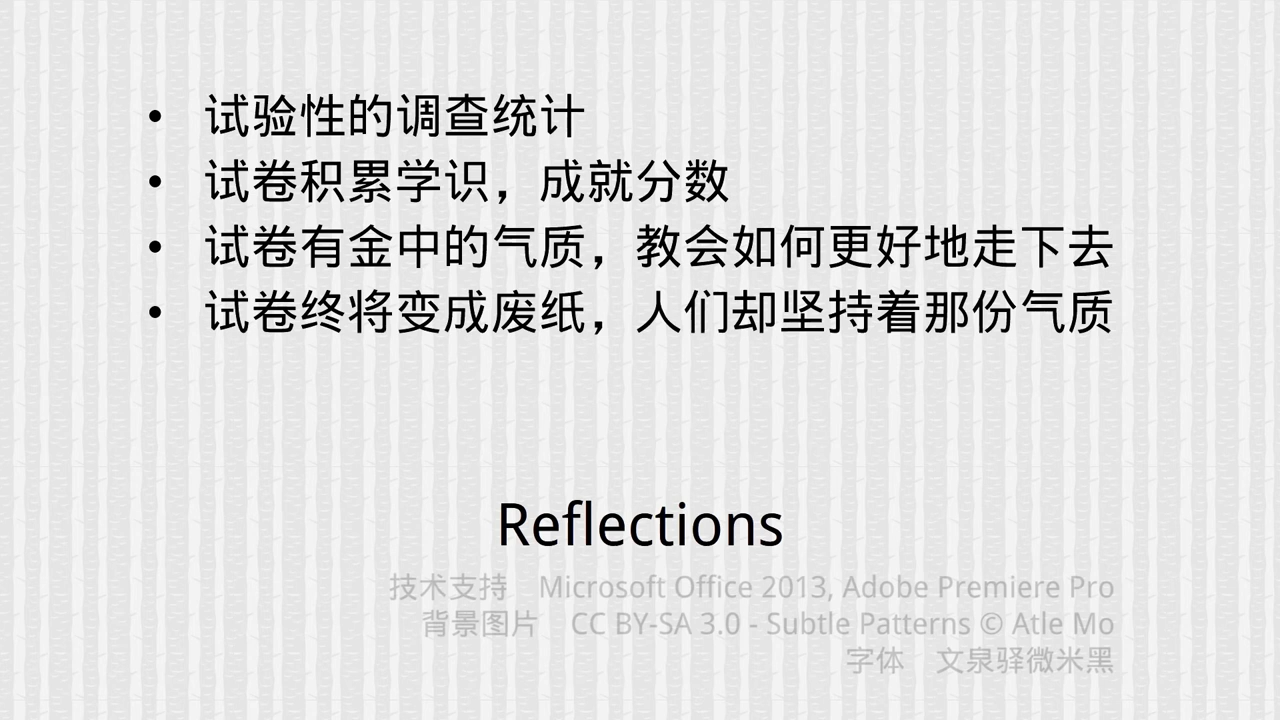 • 试验性的调查统计
• 试卷积累学识，成就分数
• 试卷有金中的气质，教会如何更好地走下去
• 试卷终将变成废纸，人们却坚持着那份气质
Reflections
技术支持　Microsoft Office 2013, Adobe Premiere Pro
背景图片　CC BY-SA 3.0 - Subtle Patterns © Atle Mo
字体　文泉驿微米黑